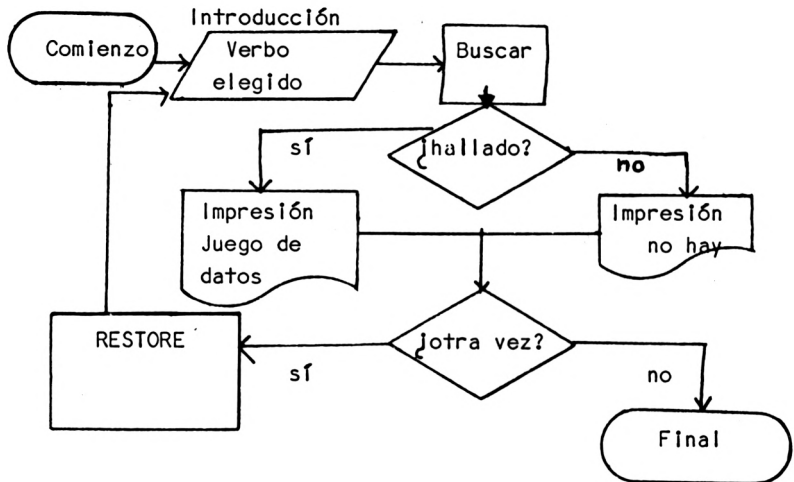 Introducción
Comienzo
Verbo
elegido
Buscar
¿hallado?
sí
no
Impresión
Juego de
datos
Impresión
no hay
RESTORE
¿otra vez?
sí
no
Final